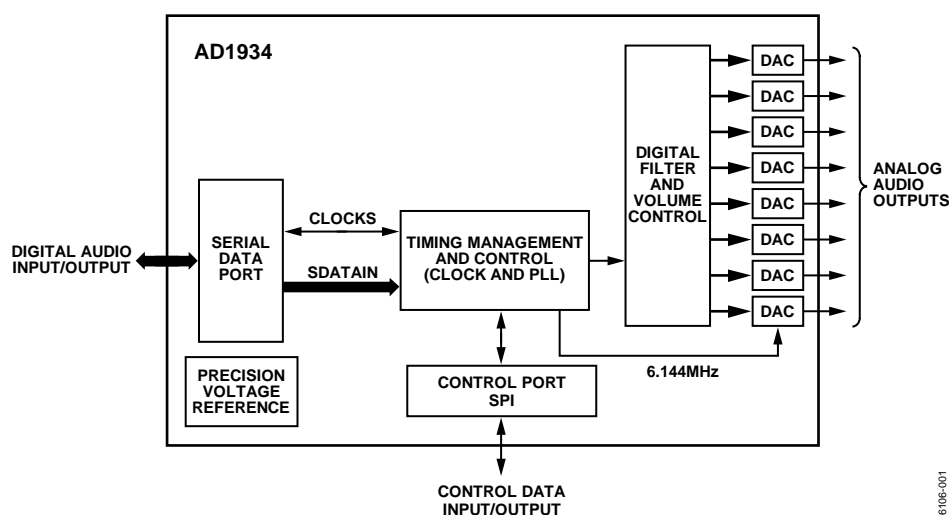 AD1934
DIGITAL AUDIO
INPUT/OUTPUT
SERIAL
DATA
PORT
CLOCKS
SDATAIN
TIMING MANAGEMENT
AND CONTROL
(CLOCK AND PLL)
DIGITAL
FILTER
AND
VOLUME
CONTROL
DAC
DAC
DAC
DAC
DAC
DAC
DAC
DAC
ANALOG
AUDIO
OUTPUTS
6.144MHz
PRECISION
VOLTAGE
REFERENCE
CONTROL PORT
SPI
CONTROL DATA
INPUT/OUTPUT
6106-001